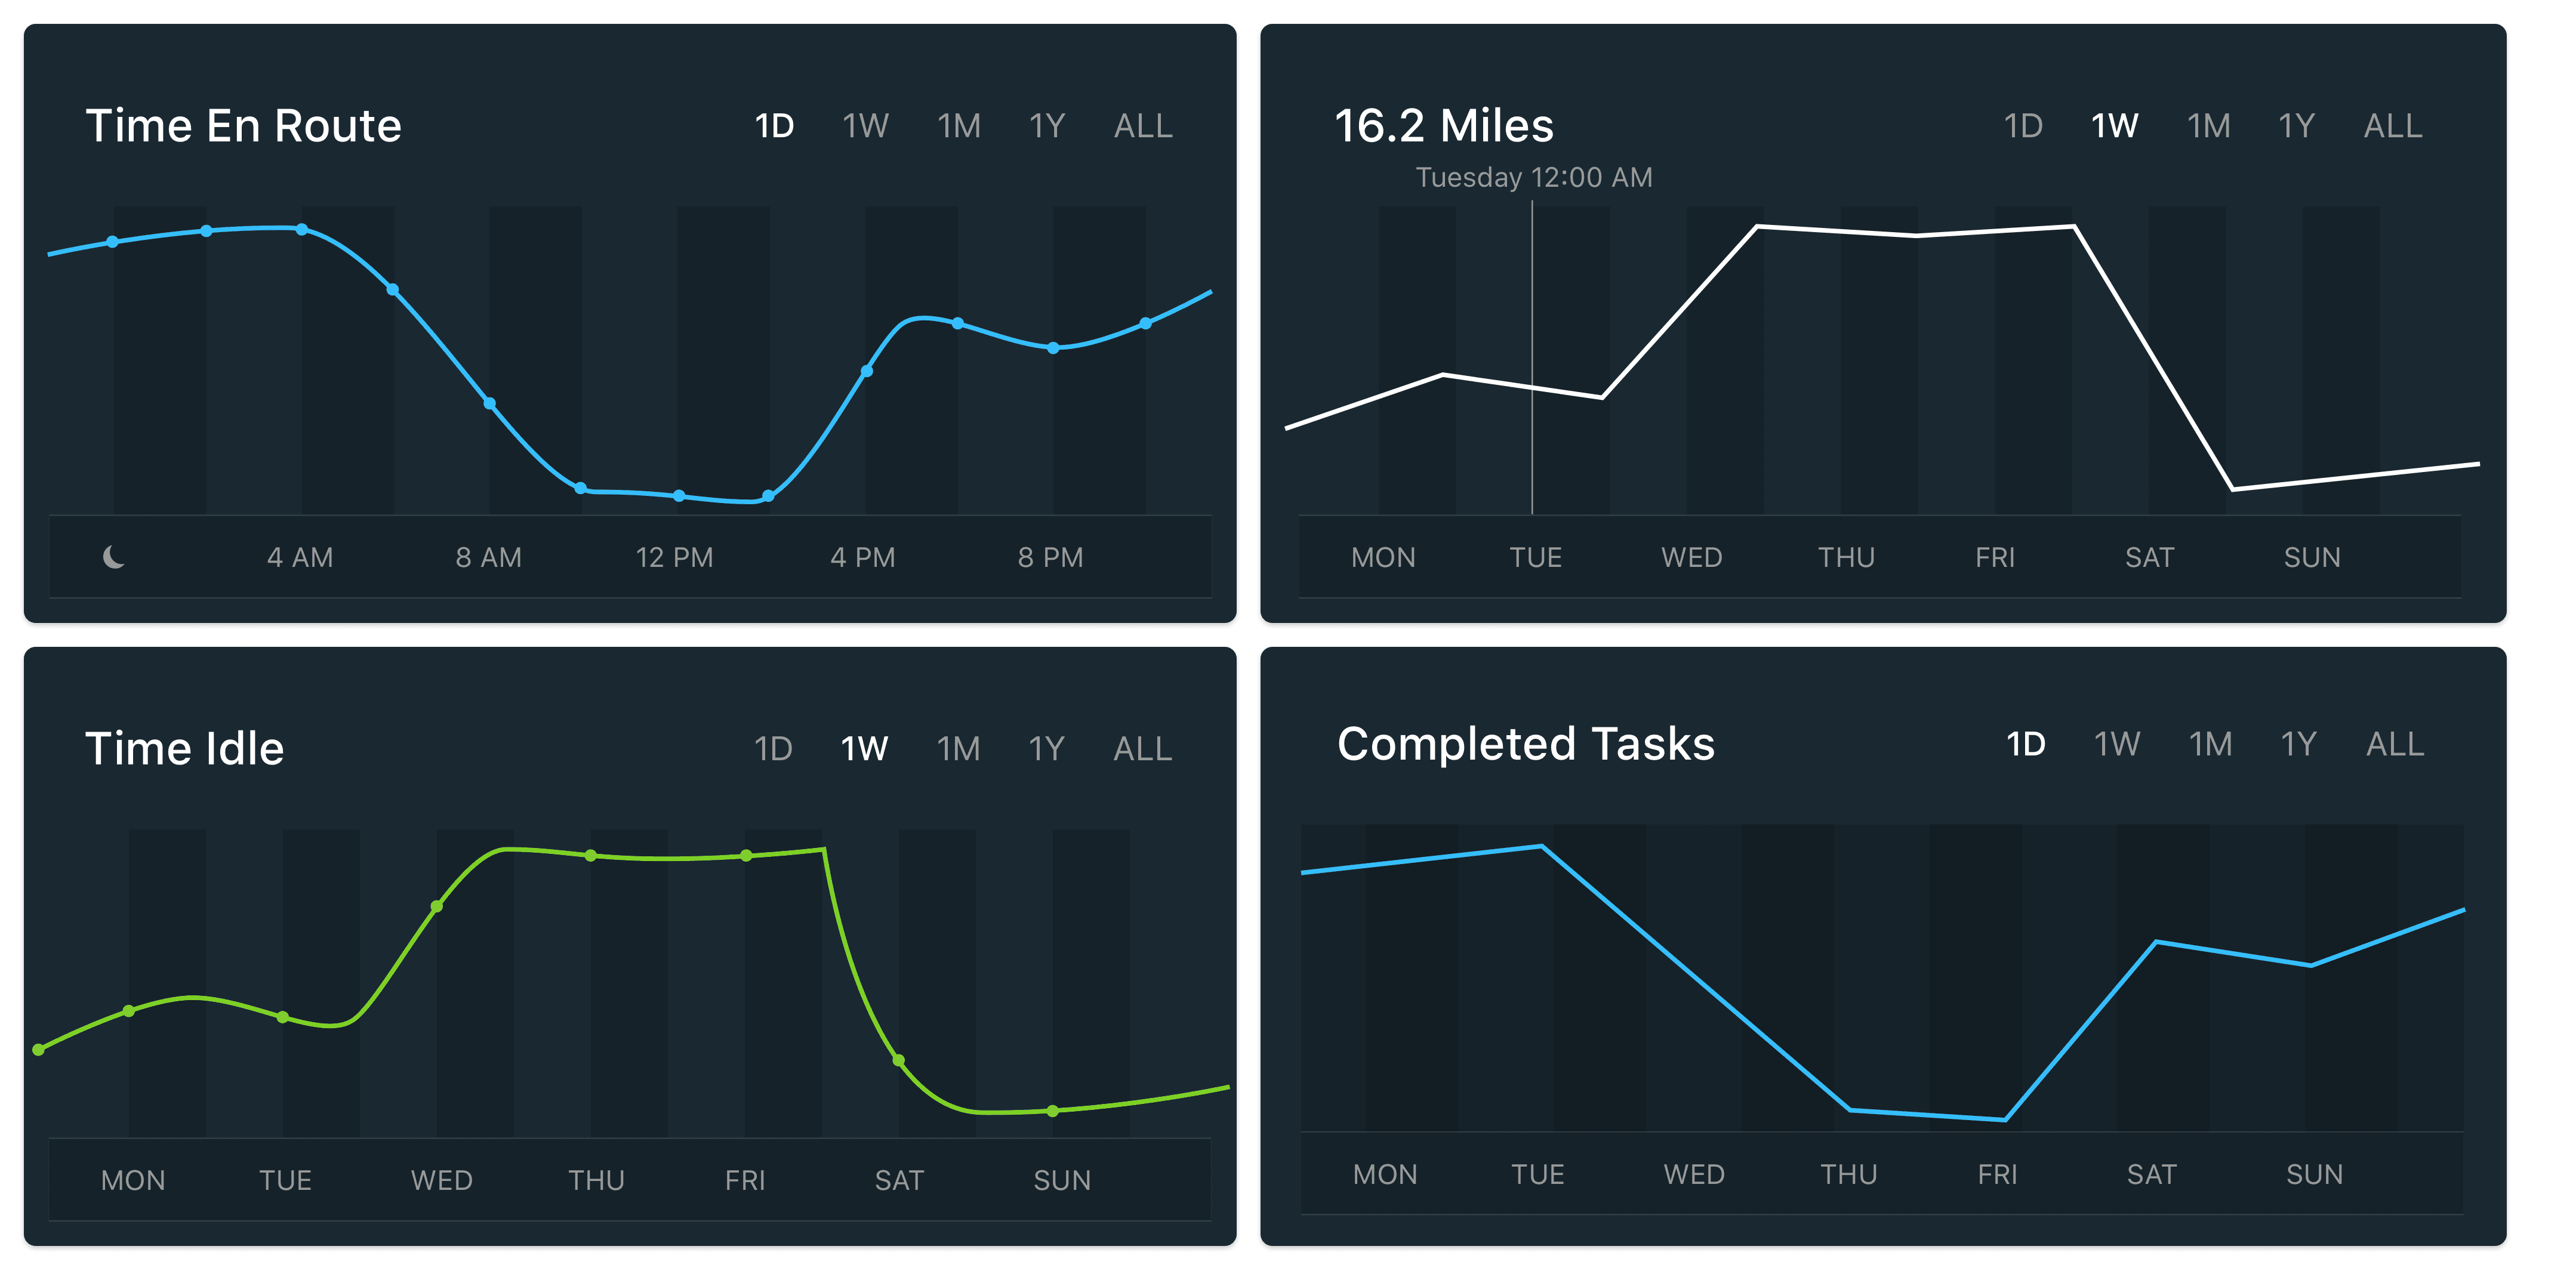 Time En Route
1D 1W 1M 1Y ALL
4 AM 8 AM 12 PM 4 PM 8 PM
16.2 Miles
1D 1W 1M 1Y ALL
Tuesday 12:00 AM
MON TUE WED THU FRI SAT SUN
Time Idle
1D 1W 1M 1Y ALL
MON TUE WED THU FRI SAT SUN
Completed Tasks
1D 1W 1M 1Y ALL
MON TUE WED THU FRI SAT SUN